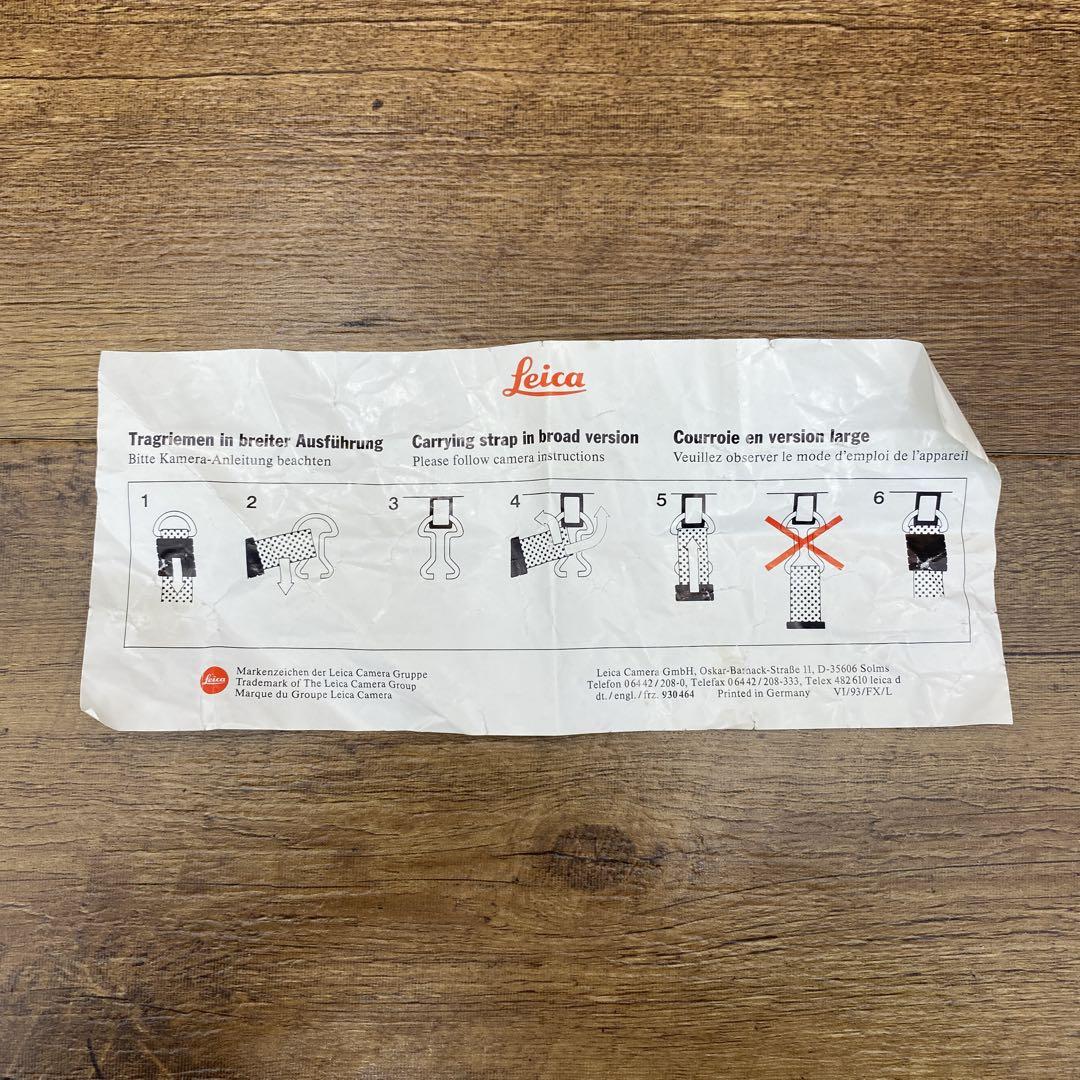 Leica
Tragriemen in breiter Ausführung
Bitte Kamera-Anleitung beachten
Carrying strap in broad version
Please follow camera instructions
Courroie en version large
Veuillez observer le mode d'emploi de l'appareil
1 2 3 4 5 6
Leica
Markenzeichen der Leica Camera Gruppe
Trademark of The Leica Camera Group
Marque du Groupe Leica Camera
Leica Camera GmbH, Oskar-Barnack-Straße 11, D-35606 Solms
Telefon 06442/208-0, Telefax 06442/208-333, Telex 482610 leica d
dt./engl./frz. 930464 Printed in Germany VI/93/FX/L